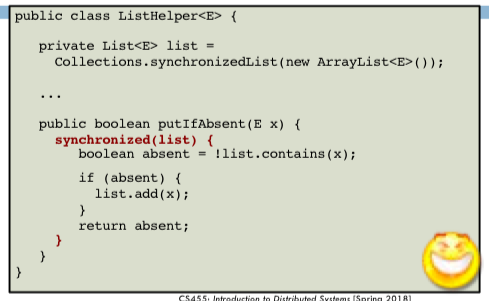 public class ListHelper<E> {
private List<E> list =
Collections.synchronizedList(new ArrayList<E>());
...
public boolean putIfAbsent(E x) {
synchronized(list) {
boolean absent = !list.contains(x);
if (absent) {
list.add(x);
}
return absent;
}
}
}
CS455: Introduction to Distributed Systems [Spring 2018]